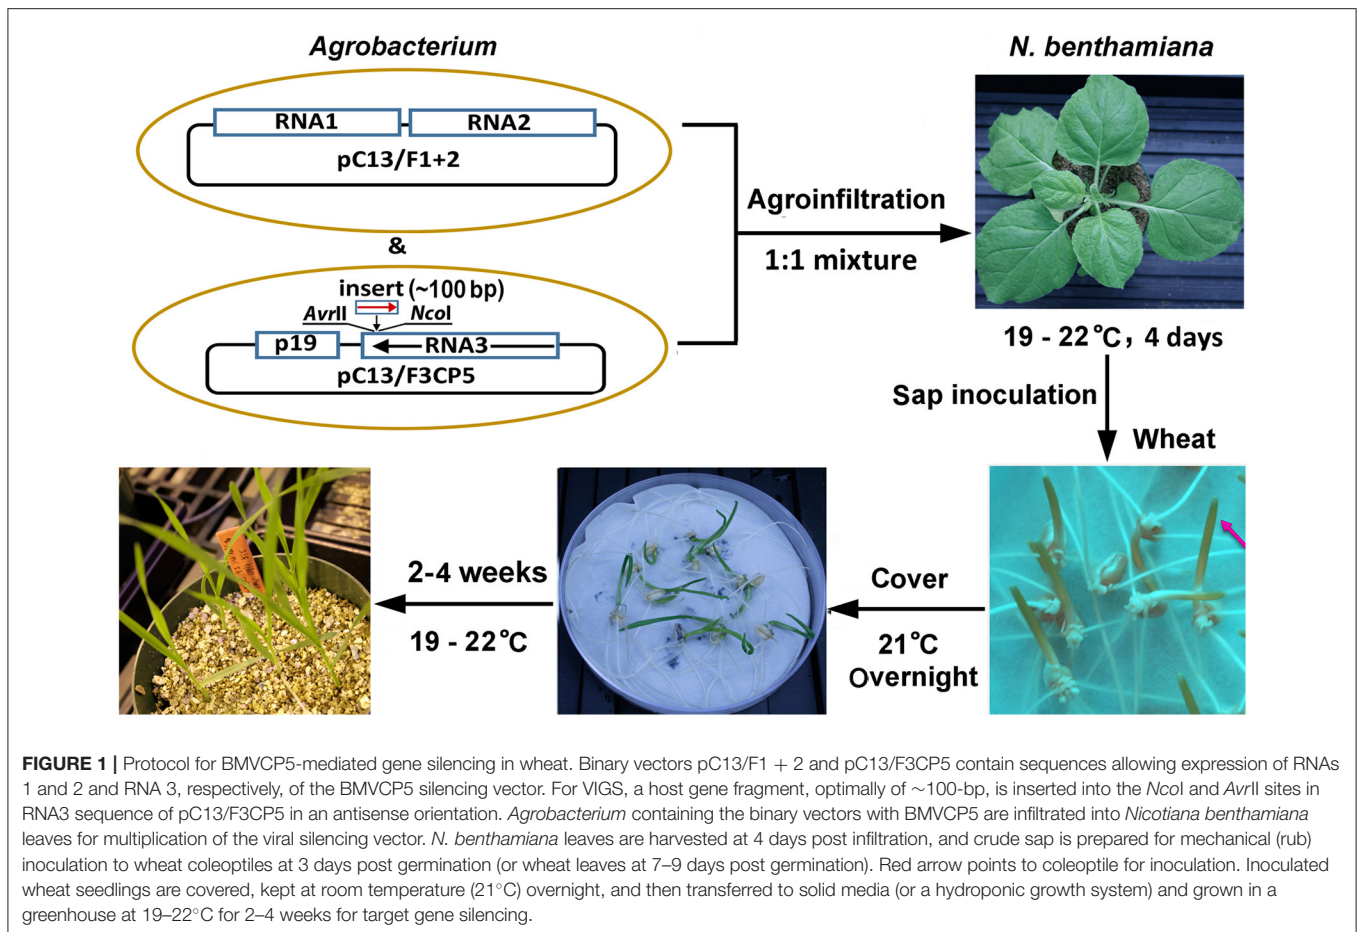 Agrobacterium
N. benthamiana
RNA1
RNA2
pC13/F1+2
&
insert (~100 bp)
AvrII
NcoI
p19
RNA3
pC13/F3CP5
Agroinfiltration
1:1 mixture
19 - 22°C, 4 days
Sap inoculation
Wheat
Cover
21°C
Overnight
2-4 weeks
19 - 22°C
FIGURE 1 | Protocol for BMVCP5-mediated gene silencing in wheat. Binary vectors pC13/F1 + 2 and pC13/F3CP5 contain sequences allowing expression of RNAs
1 and 2 and RNA 3, respectively, of the BMVCP5 silencing vector. For VIGS, a host gene fragment, optimally of ~100-bp, is inserted into the NcoI and AvrII sites in
RNA3 sequence of pC13/F3CP5 in an antisense orientation. Agrobacterium containing the binary vectors with BMVCP5 are infiltrated into Nicotiana benthamiana
leaves for multiplication of the viral silencing vector. N. benthamiana leaves are harvested at 4 days post infiltration, and crude sap is prepared for mechanical (rub)
inoculation to wheat coleoptiles at 3 days post germination (or wheat leaves at 7–9 days post germination). Red arrow points to coleoptile for inoculation. Inoculated
wheat seedlings are covered, kept at room temperature (21°C) overnight, and then transferred to solid media (or a hydroponic growth system) and grown in a
greenhouse at 19–22°C for 2–4 weeks for target gene silencing.